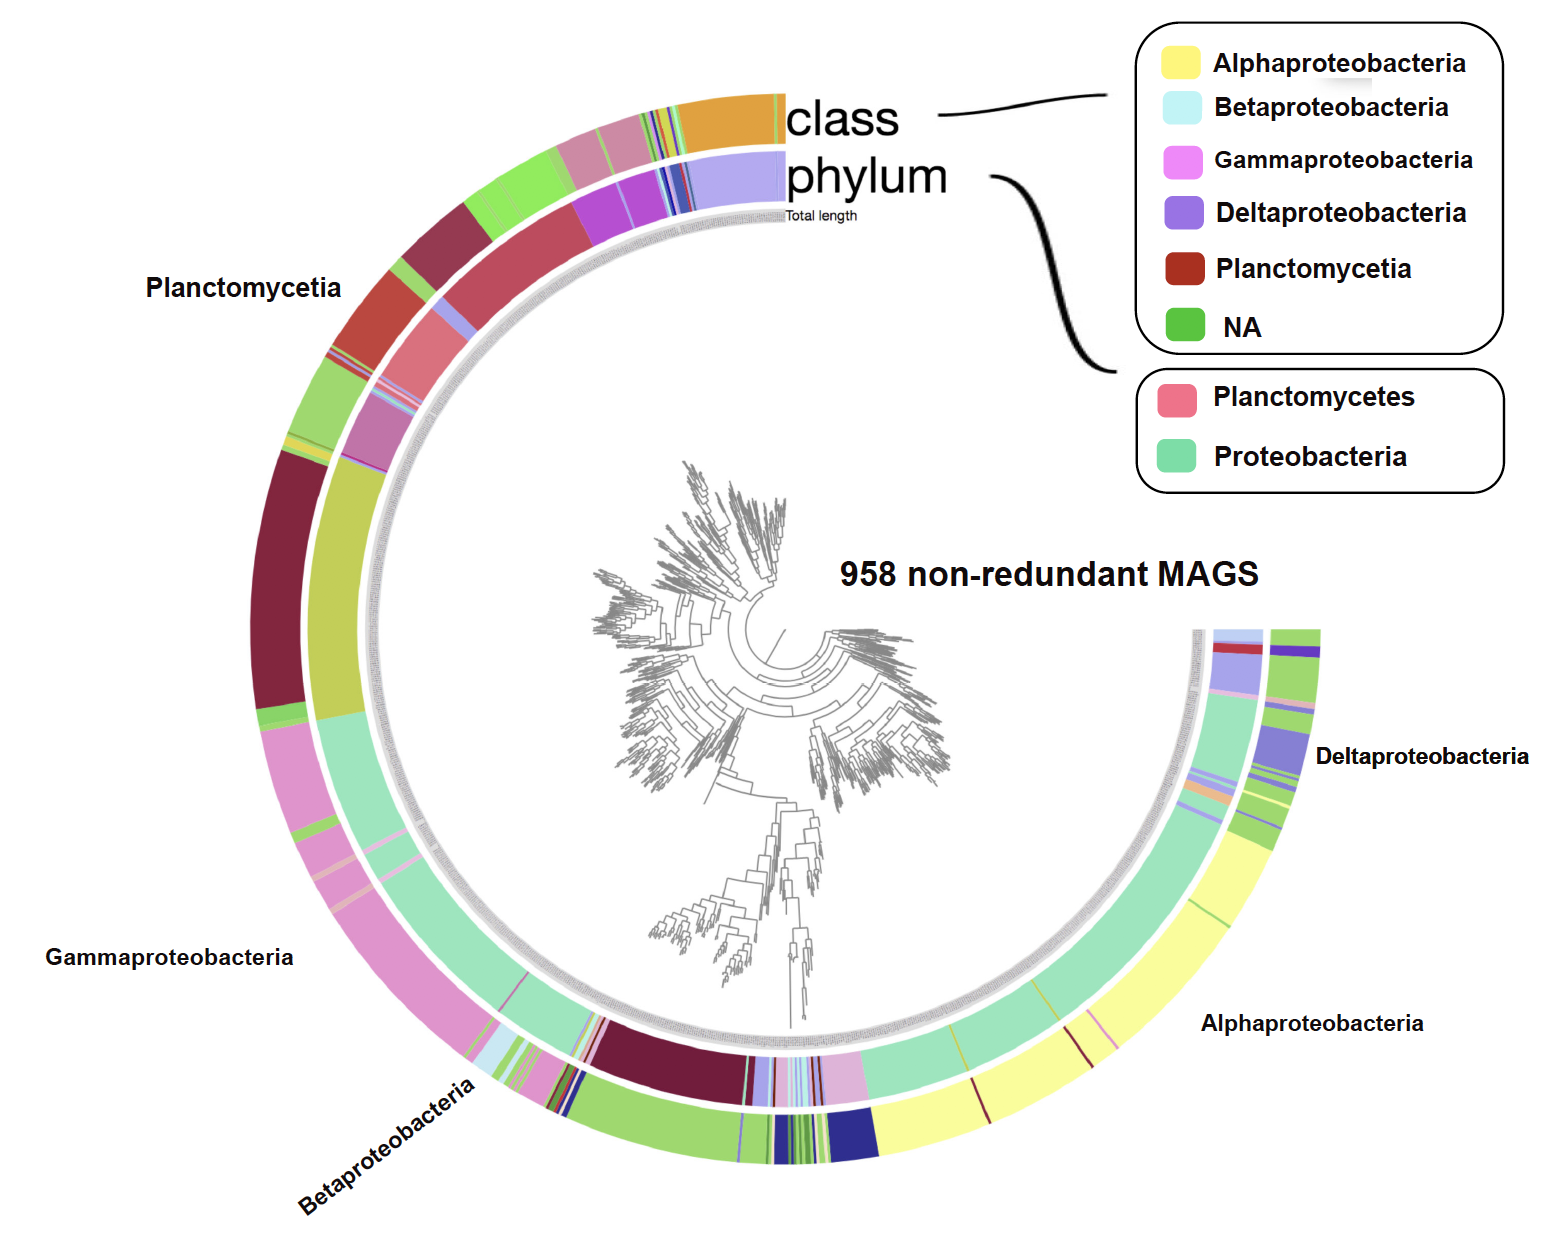 class
phylum
Total length
Alphaproteobacteria
Betaproteobacteria
Gammaproteobacteria
Deltaproteobacteria
Planctomycetia
NA
Planctomycetes
Proteobacteria
Planctomycetia
958 non-redundant MAGS
Deltaproteobacteria
Gammaproteobacteria
Alphaproteobacteria
Betaproteobacteria